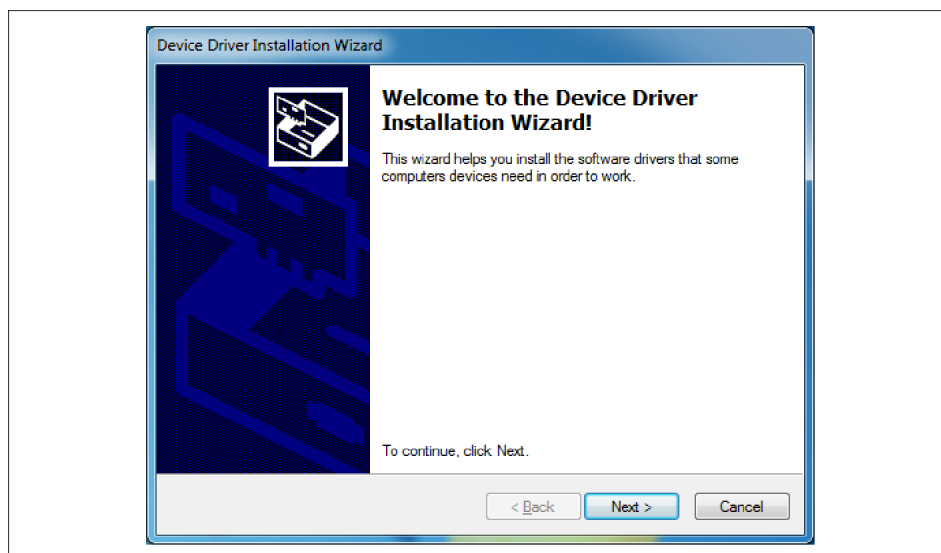 Device Driver Installation Wizard
Welcome to the Device Driver
Installation Wizard!
This wizard helps you install the software drivers that some
computers devices need in order to work.
To continue, click Next.
< Back
Next >
Cancel